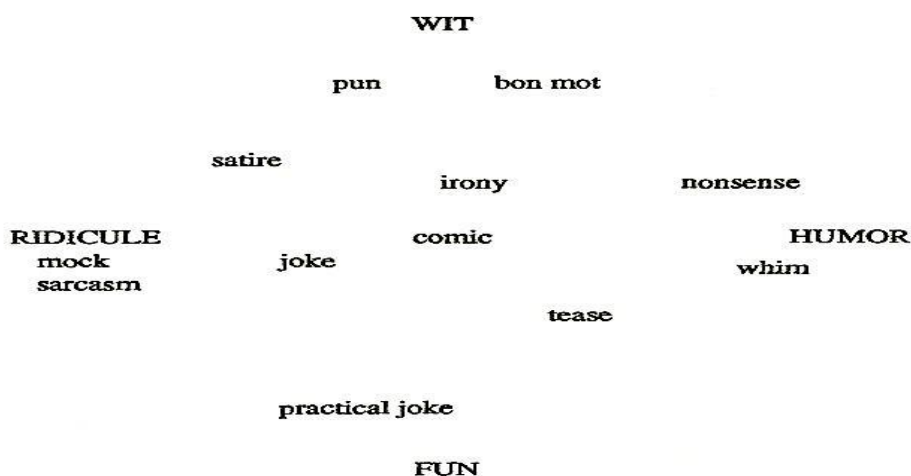 WIT
pun bon mot
satire
irony nonsense
RIDICULE comic HUMOR
mock joke whim
sarcasm
tease
practical joke
FUN